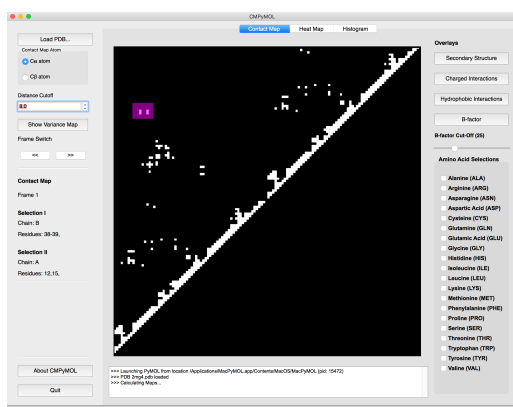 CMPyMOL
Contact Map
Heat Map
Histogram
Load PDB...
Contact Map Atom
Cα atom
Cβ atom
Distance Cutoff
8.0
Show Variance Map
Frame Switch
<<
>>
Contact Map
Frame 1
Selection I
Chain: B
Residues: 38-39,
Selection II
Chain: A
Residues: 12,15,
About CMPyMOL
Quit
>>> Launching PyMOL from location /Applications/MacPyMOL.app/Contents/MacOS/MacPyMOL (pid: 15472)
>>> PDB 2mg4.pdb loaded
>>> Calculating Maps...
Overlays
Secondary Structure
Charged Interactions
Hydrophobic Interactions
B-factor
B-factor Cut-Off (25)
Amino Acid Selections
Alanine (ALA)
Arginine (ARG)
Asparagine (ASN)
Aspartic Acid (ASP)
Cysteine (CYS)
Glutamine (GLN)
Glutamic Acid (GLU)
Glycine (GLY)
Histidine (HIS)
Isoleucine (ILE)
Leucine (LEU)
Lysine (LYS)
Methionine (MET)
Phenylalanine (PHE)
Proline (PRO)
Serine (SER)
Threonine (THR)
Tryptophan (TRP)
Tyrosine (TYR)
Valine (VAL)